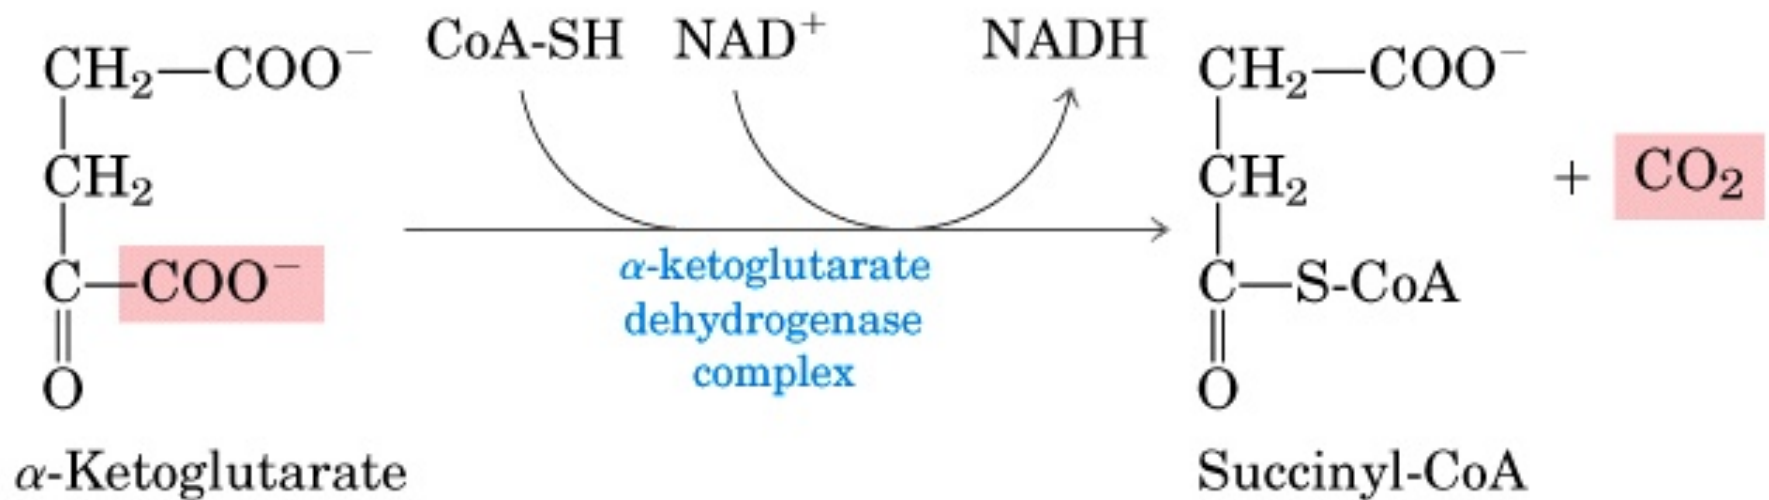 CoA-SH NAD⁺ NADH
CH₂—COO⁻
CH₂
C—COO⁻
O
α-Ketoglutarate
α-ketoglutarate
dehydrogenase
complex
CH₂—COO⁻
CH₂
C—S-CoA
O
Succinyl-CoA
+ CO₂